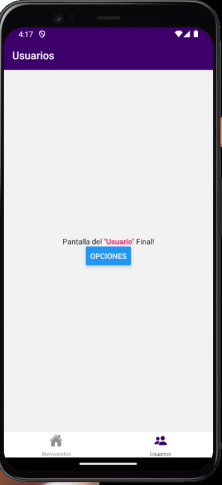 4:17
Usuarios
Pantalla del "Usuario" Final!
OPCIONES
Bienvenidos
Usuarios